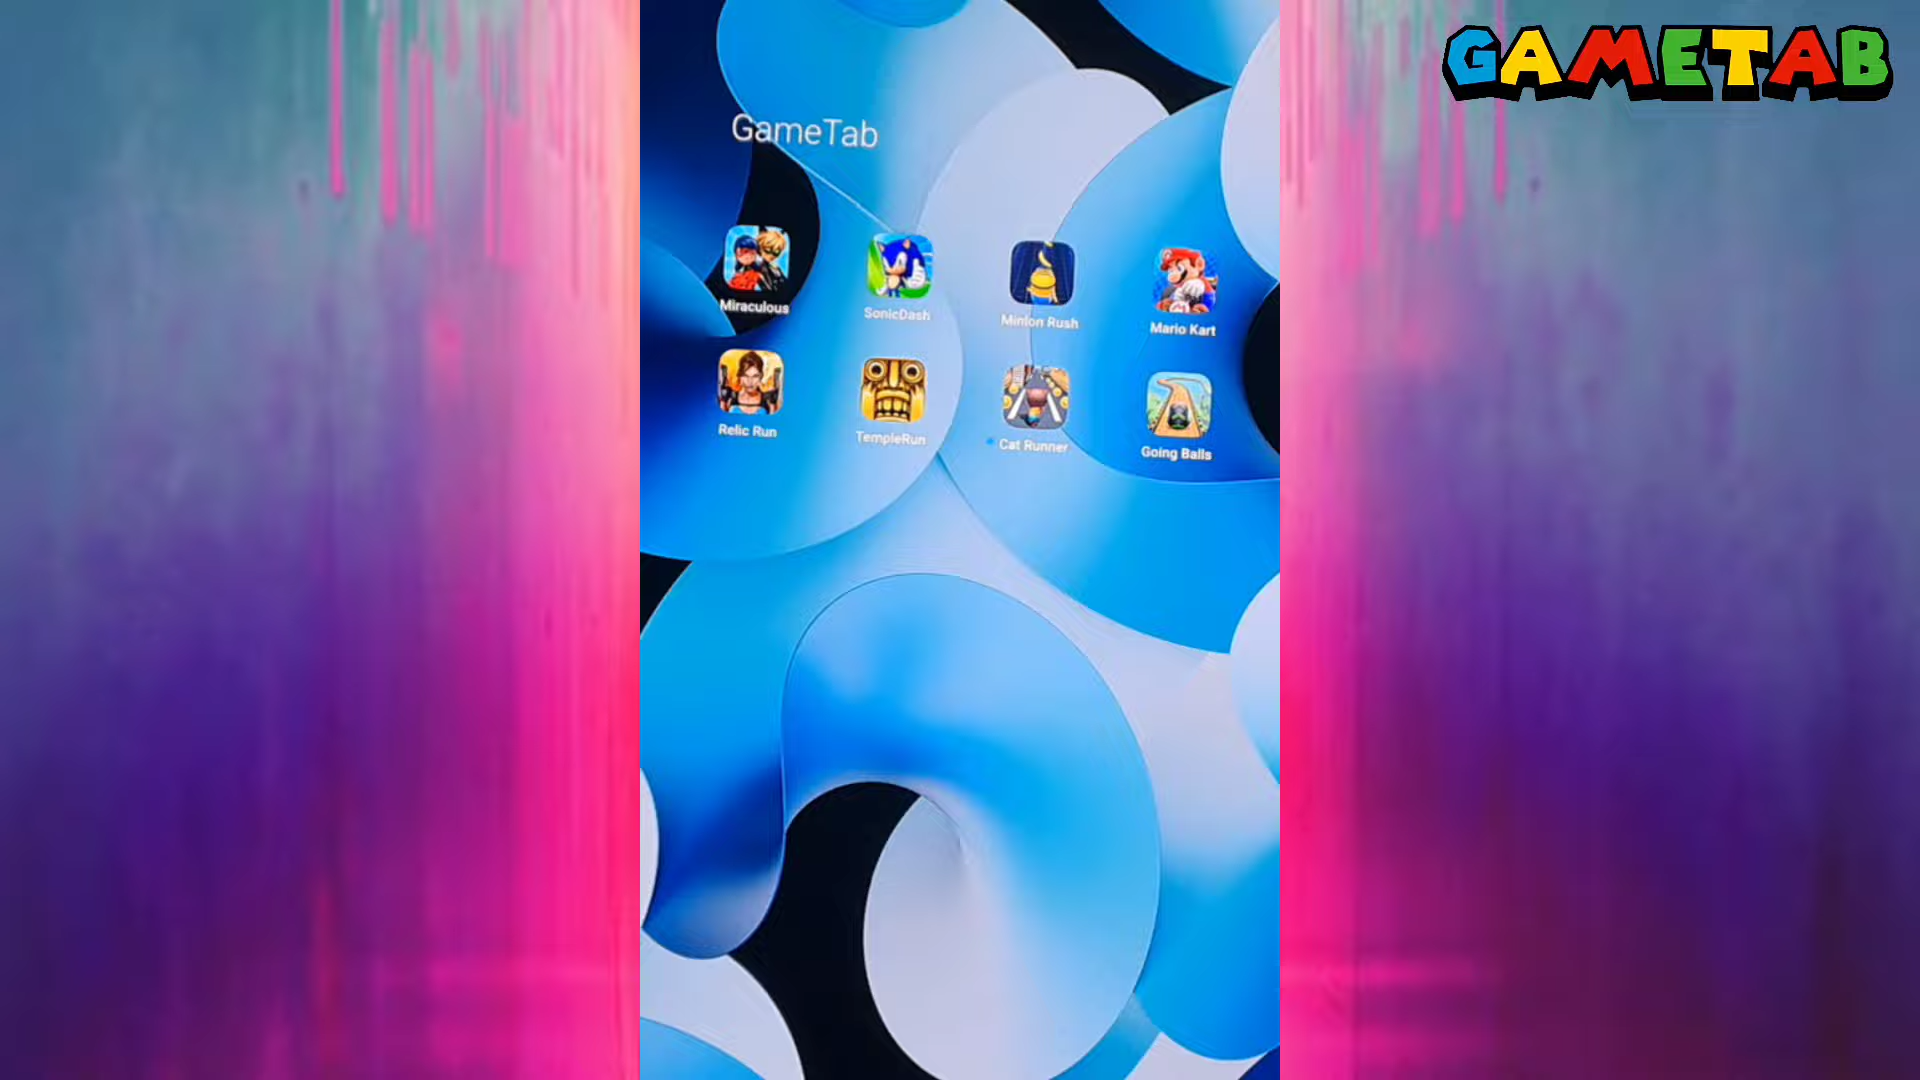 GAMETAB
GameTab
Miraculous
SonicDash
Minion Rush
Mario Kart
Relic Run
TempleRun
Cat Runner
Going Balls